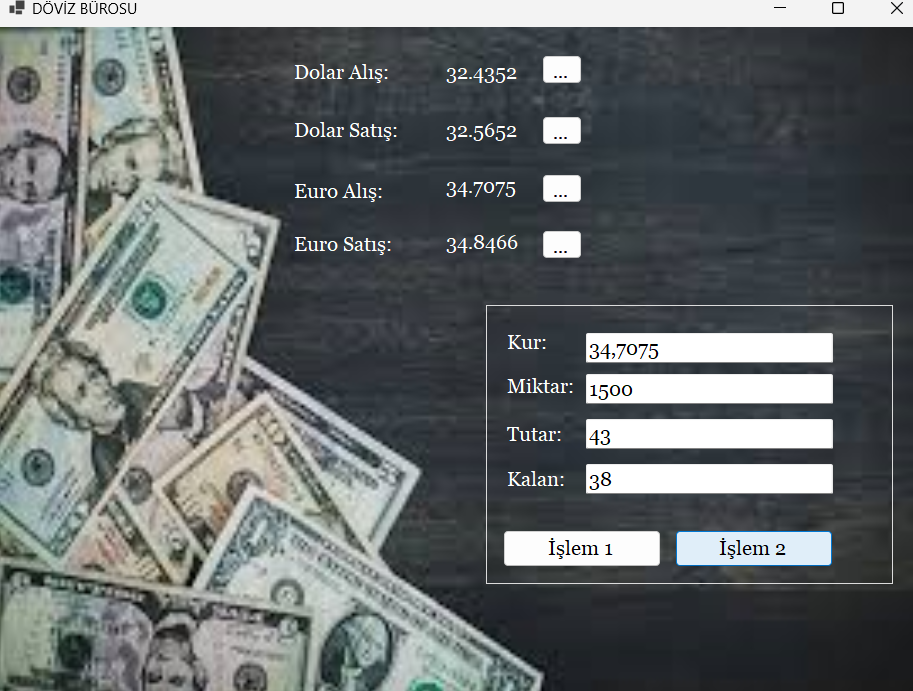 DÖVİZ BÜROSU
Dolar Alış: 32.4352 ...
Dolar Satış: 32.5652 ...
Euro Alış: 34.7075 ...
Euro Satış: 34.8466 ...
Kur: 34,7075
Miktar: 1500
Tutar: 43
Kalan: 38
İşlem 1 İşlem 2